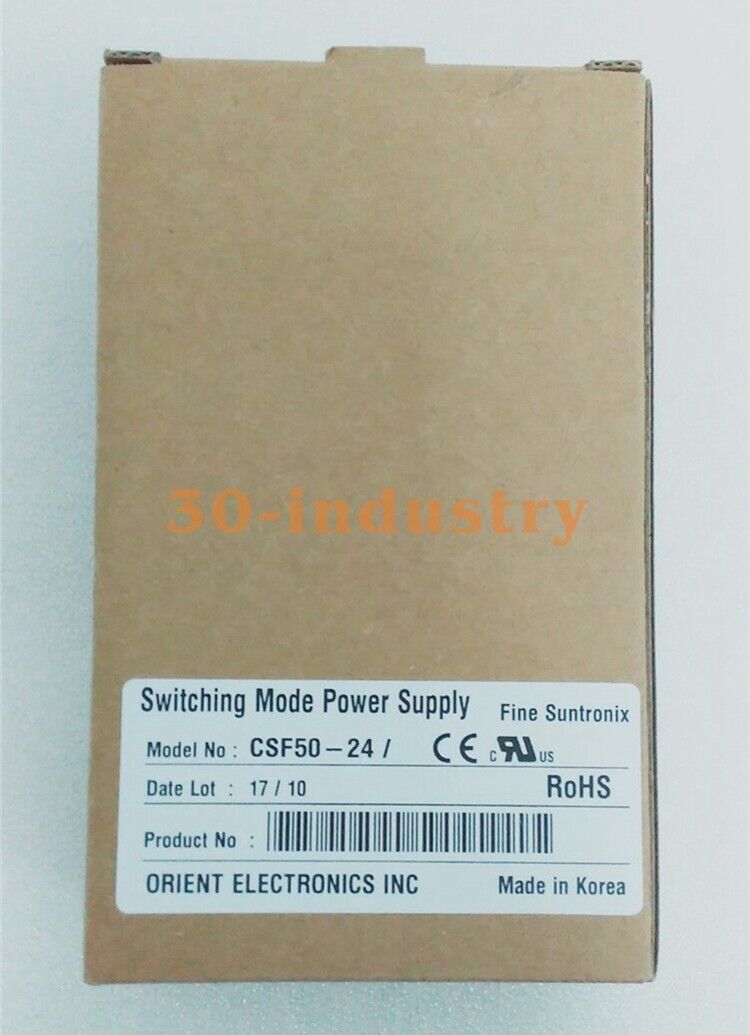 30-industry
Switching Mode Power Supply Fine Suntronix
Model No : CSF50-24 / CE c RU US
Date Lot : 17 / 10 RoHS
Product No :
ORIENT ELECTRONICS INC Made in Korea